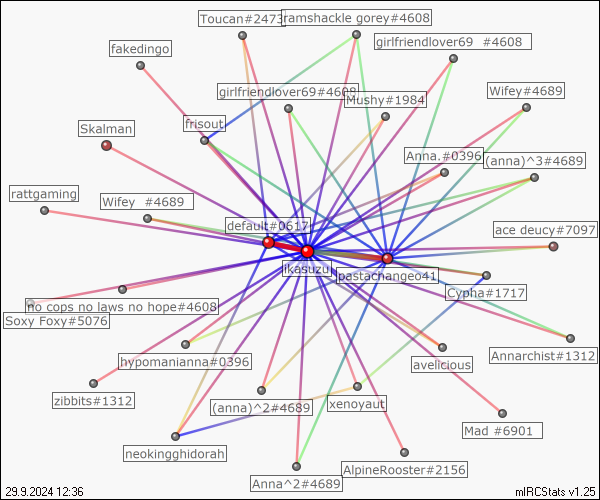 Toucan#2473
ramshackle gorey#4608
girlfriendlover69 #4608
fakedingo
girlfriendlover69#4609
Mushy#1984
Wifey#4689
Skalman
frisout
Anna.#0396
(anna)^3#4689
rattgaming
Wifey #4689
default#0617
ace deucy#7097
ikasuzu
pastachangeo41
Cypha#1717
no cops no laws no hope#4608
Soxy Foxy#5076
hypomanianna#0396
avelicious
Annarchist#1312
zibbits#1312
(anna)^2#4689
xenoyaut
Mad #6901
neokingghidorah
AlpineRooster#2156
Anna^2#4689
29.9.2024 12:36
mIRCStats v1.25